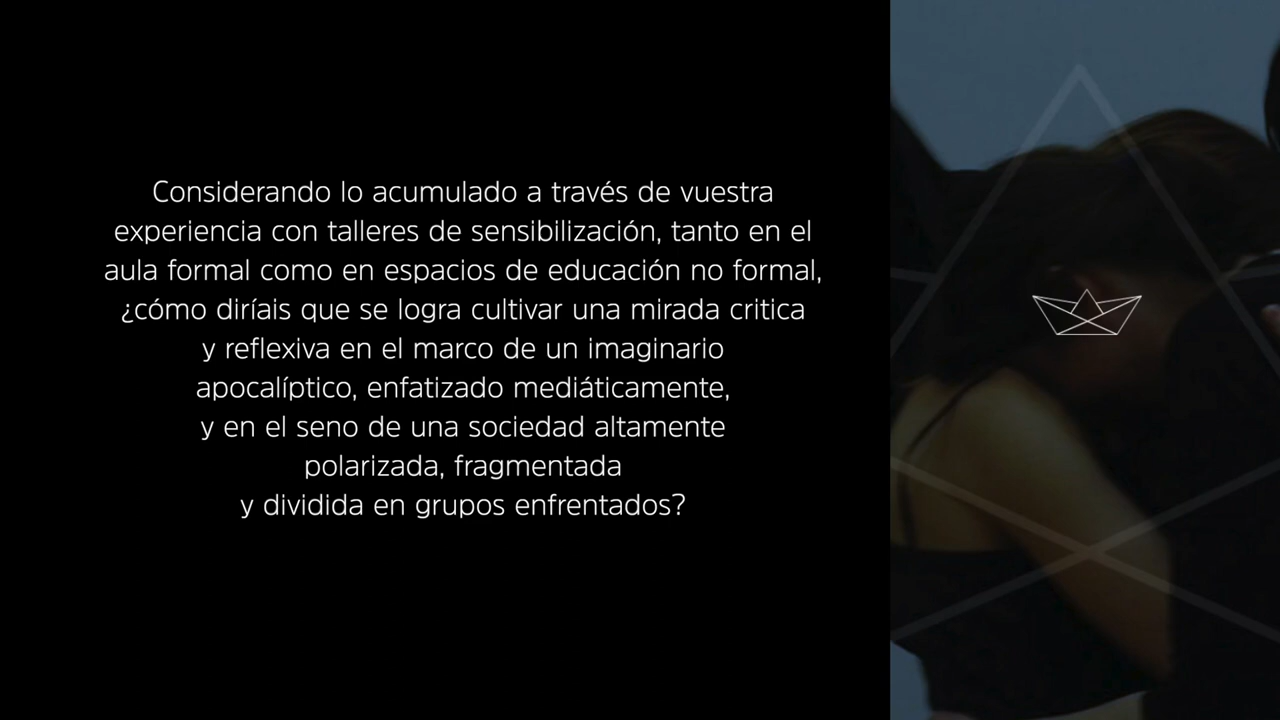 Considerando lo acumulado a través de vuestra
experiencia con talleres de sensibilización, tanto en el
aula formal como en espacios de educación no formal,
¿cómo diríais que se logra cultivar una mirada critica
y reflexiva en el marco de un imaginario
apocalíptico, enfatizado mediáticamente,
y en el seno de una sociedad altamente
polarizada, fragmentada
y dividida en grupos enfrentados?